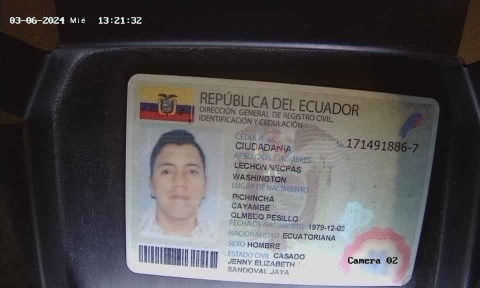 03-06-2024 Mié 13:21:32
REPÚBLICA DEL ECUADOR
DIRECCIÓN GENERAL DE REGISTRO CIVIL,
IDENTIFICACIÓN Y CEDULACIÓN
CÉDULA 171491886-7
CIUDADANÍA
APELLIDOS Y NOMBRES
LECHON
WASHINGTON
LUGAR DE NACIMIENTO
PICHINCHA
CAYAMBE
OLMEDO PESILLO
FECHA DE NACIMIENTO 1979-12-02
NACIONALIDAD ECUATORIANA
SEXO HOMBRE
ESTADO CIVIL CASADO
JENNY ELIZABETH
SANDOVAL JAYA
Camera 02